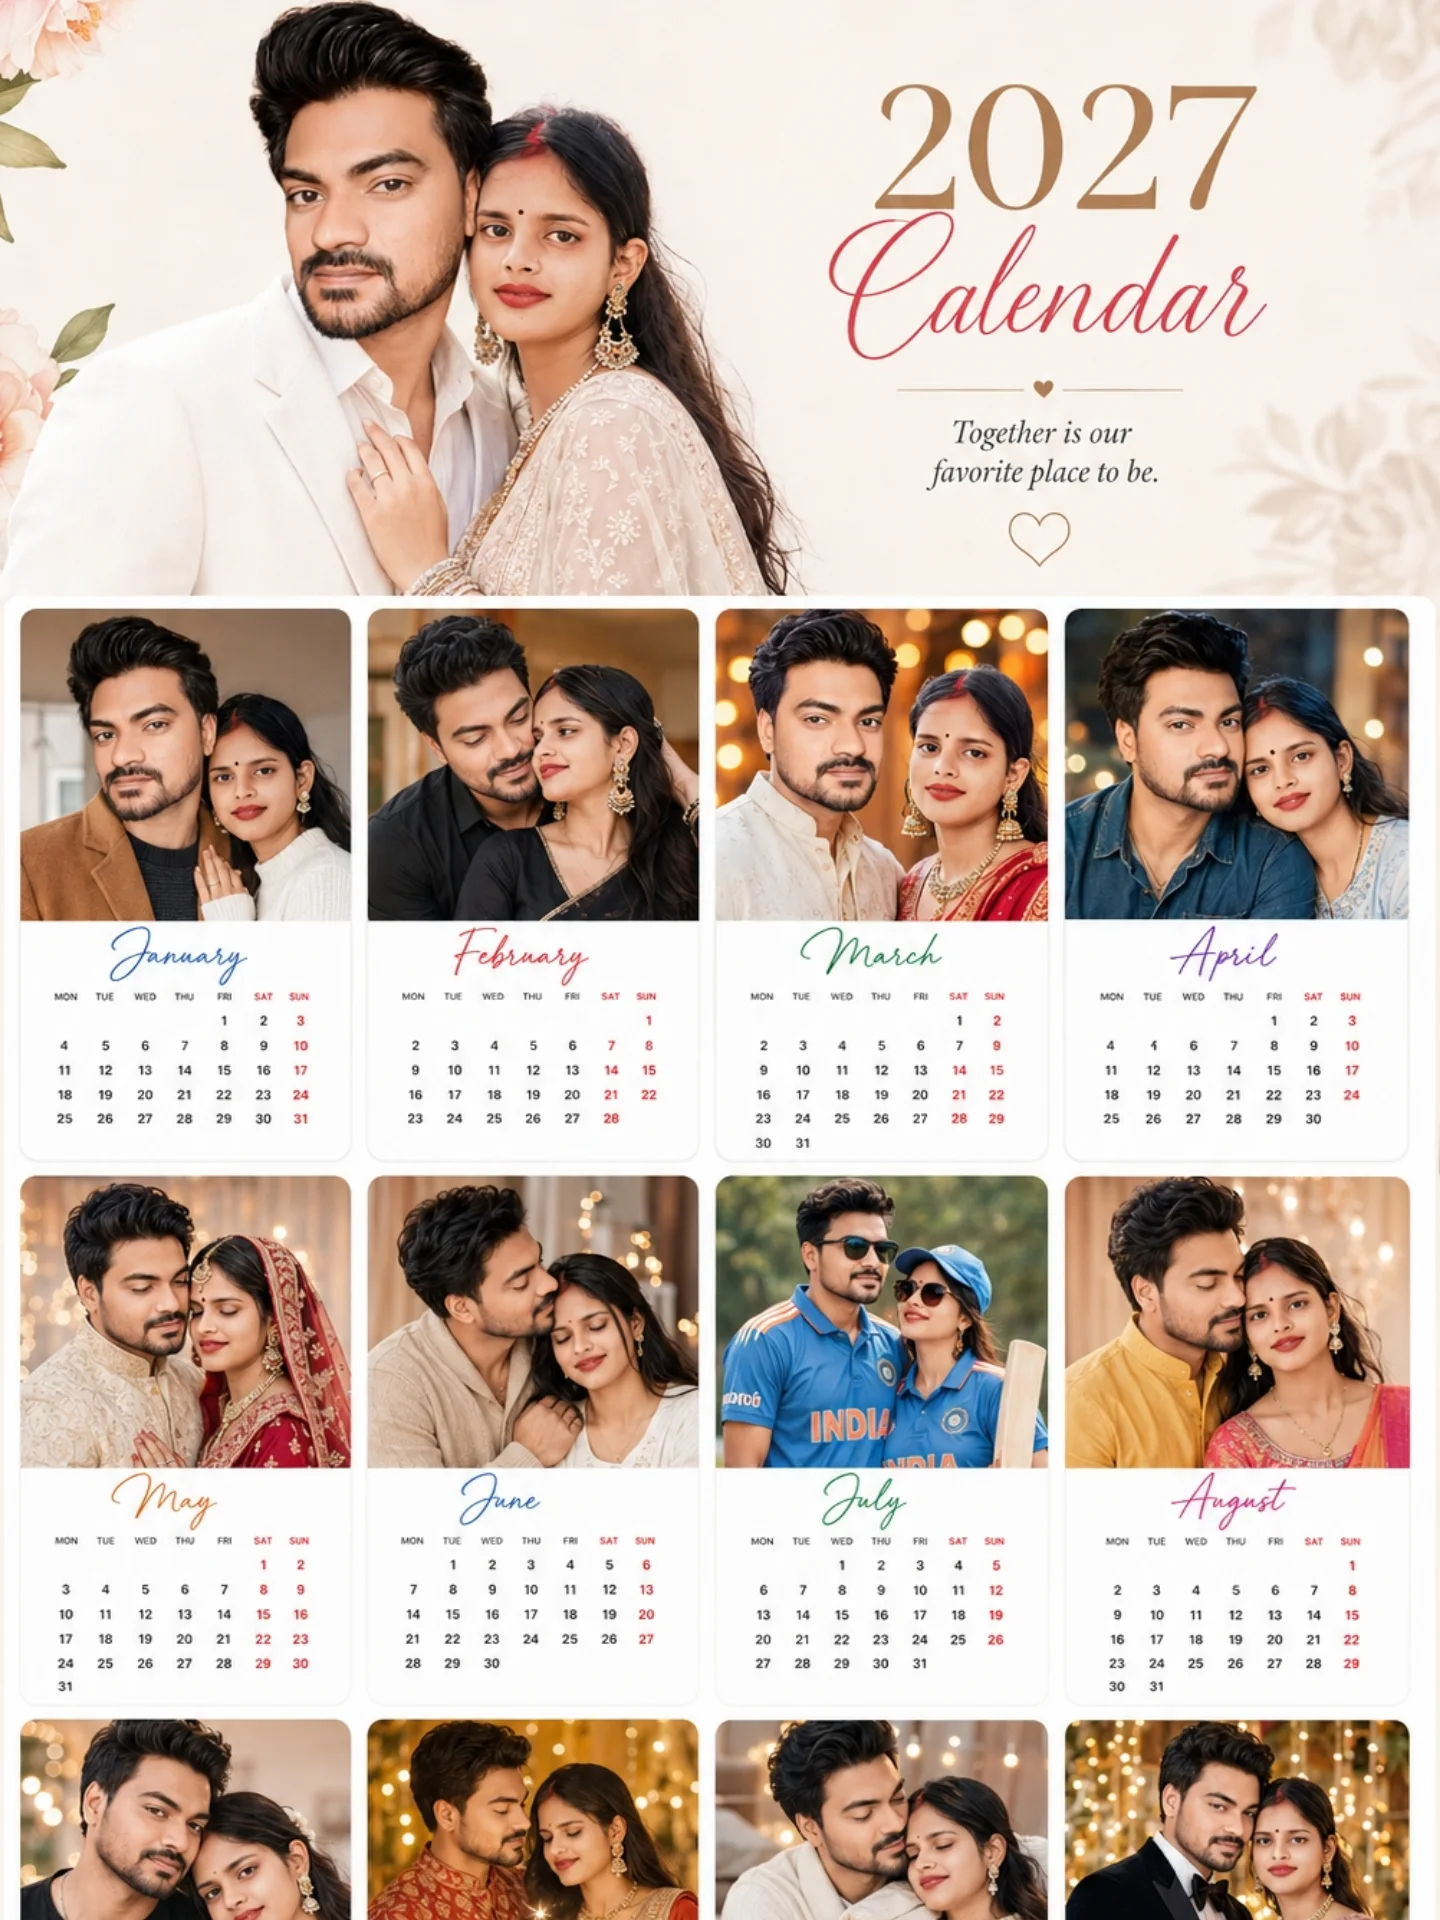 2027
Calendar
Together is our
favorite place to be.
January
MON TUE WED THU FRI SAT SUN
1 2 3
4 5 6 7 8 9 10
11 12 13 14 15 16 17
18 19 20 21 22 23 24
25 26 27 28 29 30 31
February
MON TUE WED THU FRI SAT SUN
1
2 3 4 5 6 7 8
9 10 11 12 13 14 15
16 17 18 19 20 21 22
23 24 25 26 27 28
March
MON TUE WED THU FRI SAT SUN
1 2
2 3 4 5 6 7 9
9 10 11 12 13 14 15
16 17 18 19 20 21 22
23 24 25 26 27 28 29
30 31
April
MON TUE WED THU FRI SAT SUN
1 2 3
4 6 7 8 9 10
11 12 13 14 15 16 17
18 19 20 21 22 23 24
25 26 27 28 29 30
INDIA
INDIA
May
MON TUE WED THU FRI SAT SUN
1 2
3 4 5 6 7 8 9
10 11 12 13 14 15 16
17 18 19 20 21 22 23
24 25 26 27 28 29 30
31
June
MON TUE WED THU FRI SAT SUN
1 2 3 4 5 6
7 8 9 10 11 12 13
14 15 16 17 18 19 20
21 22 23 24 25 26 27
28 29 30
July
MON TUE WED THU FRI SAT SUN
1 2 3 4 5
6 7 8 9 10 11 12
13 14 15 16 17 18 19
20 21 22 23 24 25 26
27 28 29 30 31
August
MON TUE WED THU FRI SAT SUN
1
2 3 4 5 6 7 8
9 10 11 12 13 14 15
16 17 18 19 20 21 22
23 24 25 26 27 28 29
30 31